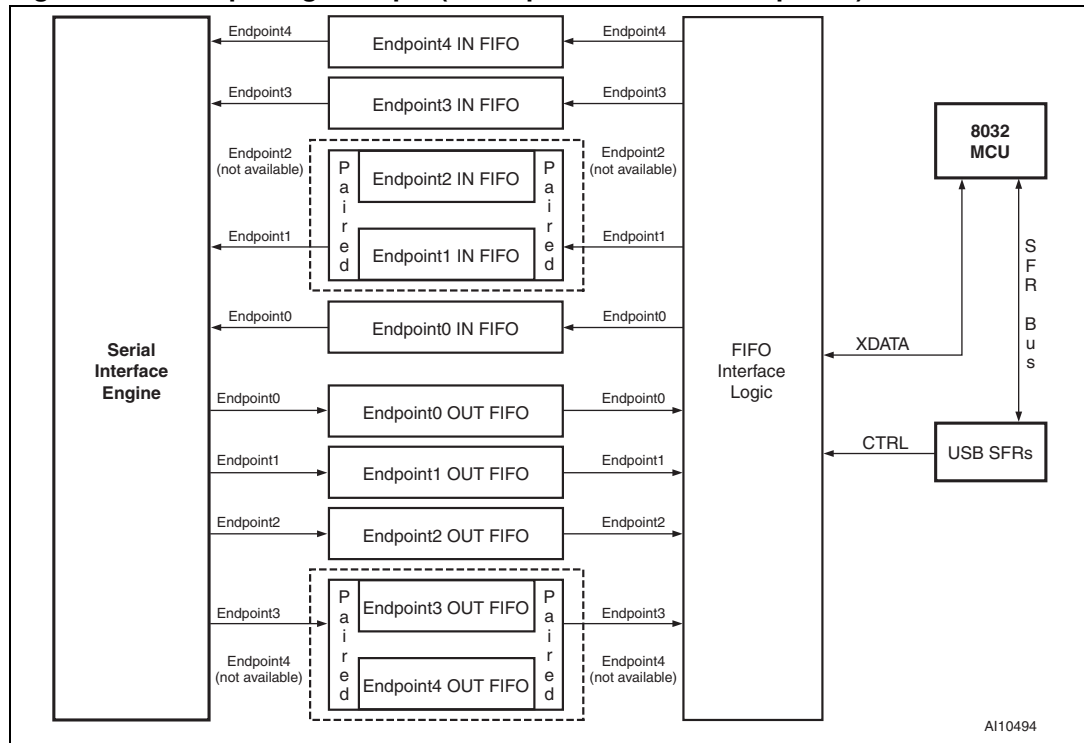 Endpoint4
Endpoint4 IN FIFO
Endpoint4
Endpoint3
Endpoint3 IN FIFO
Endpoint3
Endpoint2
(not available)
Paired
Endpoint2 IN FIFO
Paired
Endpoint2
(not available)
Endpoint1
Endpoint1 IN FIFO
Endpoint1
Endpoint0
Endpoint0 IN FIFO
Endpoint0
Serial
Interface
Engine
FIFO
Interface
Logic
8032
MCU
SFR Bus
XDATA
CTRL
USB SFRs
Endpoint0
Endpoint0 OUT FIFO
Endpoint0
Endpoint1
Endpoint1 OUT FIFO
Endpoint1
Endpoint2
Endpoint2 OUT FIFO
Endpoint2
Endpoint3
Paired
Endpoint3 OUT FIFO
Paired
Endpoint3
Endpoint4
(not available)
Endpoint4 OUT FIFO
Endpoint4
(not available)
AI10494